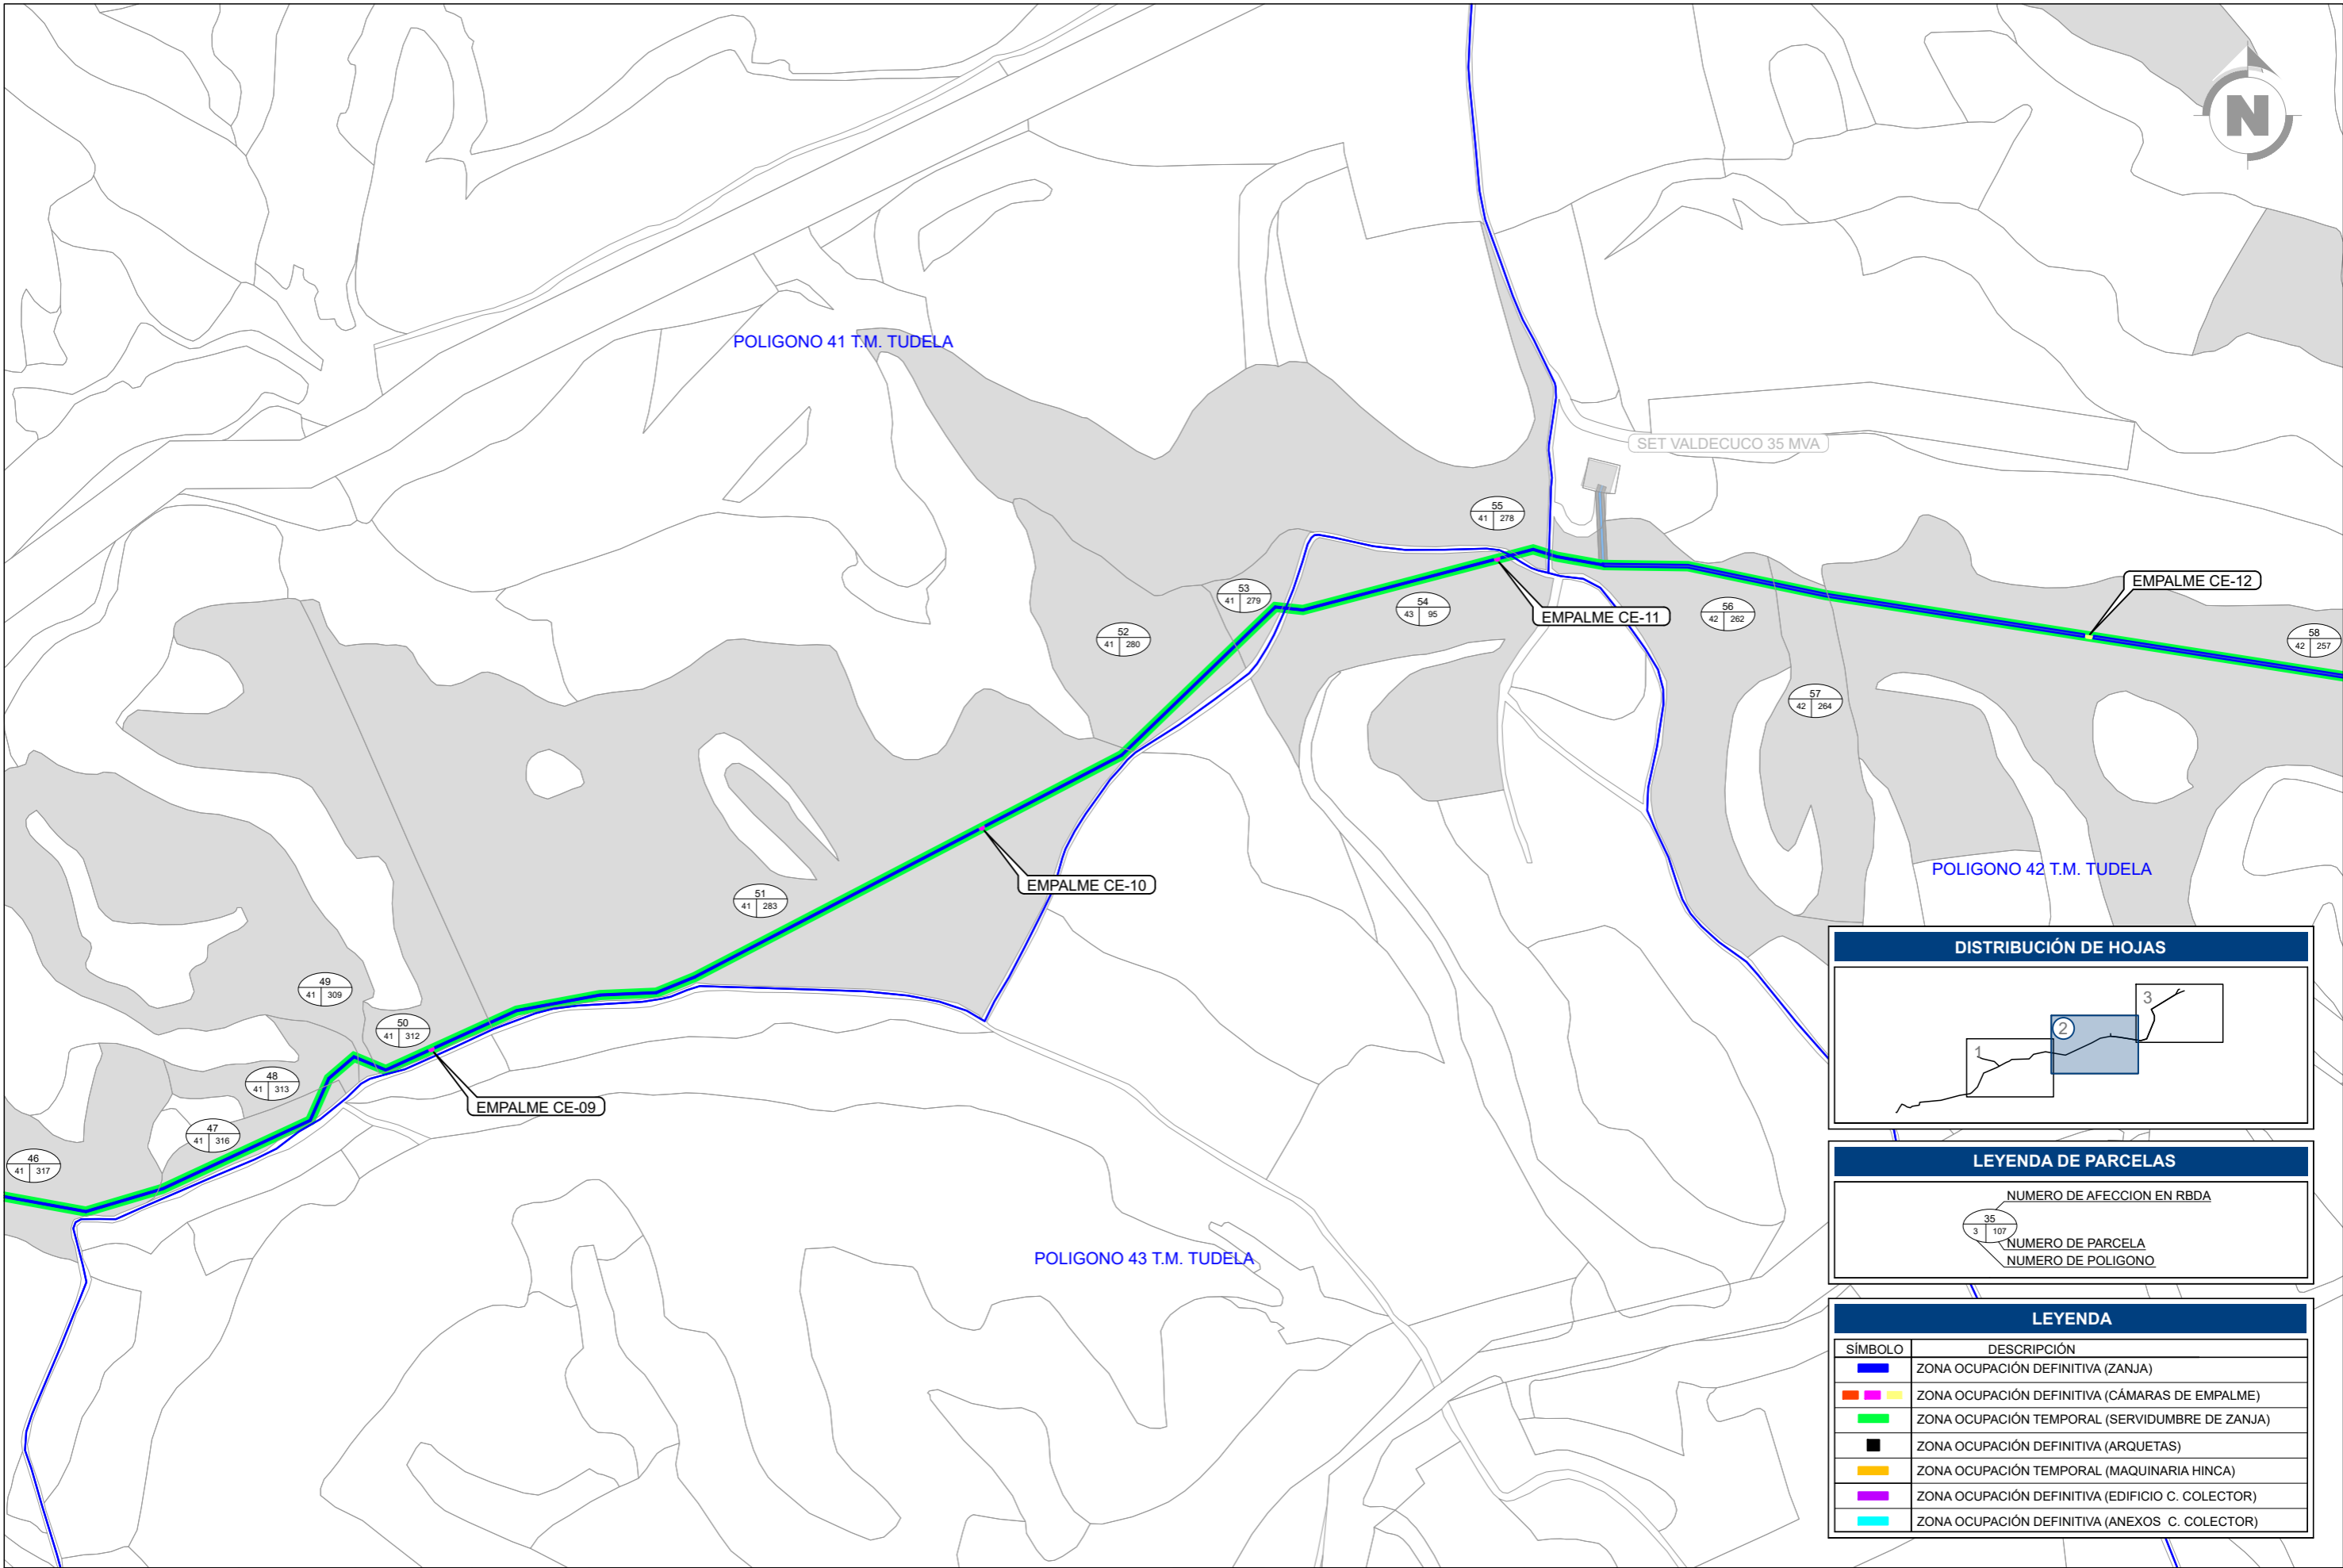 N
POLIGONO 41 T.M. TUDELA
SET VALDECUCO 35 MVA
55
41 278
53
41 279
54
43 95
EMPALME CE-11
56
42 262
EMPALME CE-12
58
42 257
52
41 280
57
42 264
POLIGONO 42 T.M. TUDELA
51
41 283
EMPALME CE-10
49
41 309
50
41 312
48
41 313
EMPALME CE-09
47
41 316
46
41 317
POLIGONO 43 T.M. TUDELA
DISTRIBUCIÓN DE HOJAS
1
2
3
LEYENDA DE PARCELAS
NUMERO DE AFECCION EN RBDA
35
3 107
NUMERO DE PARCELA
NUMERO DE POLIGONO
LEYENDA
SÍMBOLO DESCRIPCIÓN
ZONA OCUPACIÓN DEFINITIVA (ZANJA)
ZONA OCUPACIÓN DEFINITIVA (CÁMARAS DE EMPALME)
ZONA OCUPACIÓN TEMPORAL (SERVIDUMBRE DE ZANJA)
ZONA OCUPACIÓN DEFINITIVA (ARQUETAS)
ZONA OCUPACIÓN TEMPORAL (MAQUINARIA HINCA)
ZONA OCUPACIÓN DEFINITIVA (EDIFICIO C. COLECTOR)
ZONA OCUPACIÓN DEFINITIVA (ANEXOS C. COLECTOR)